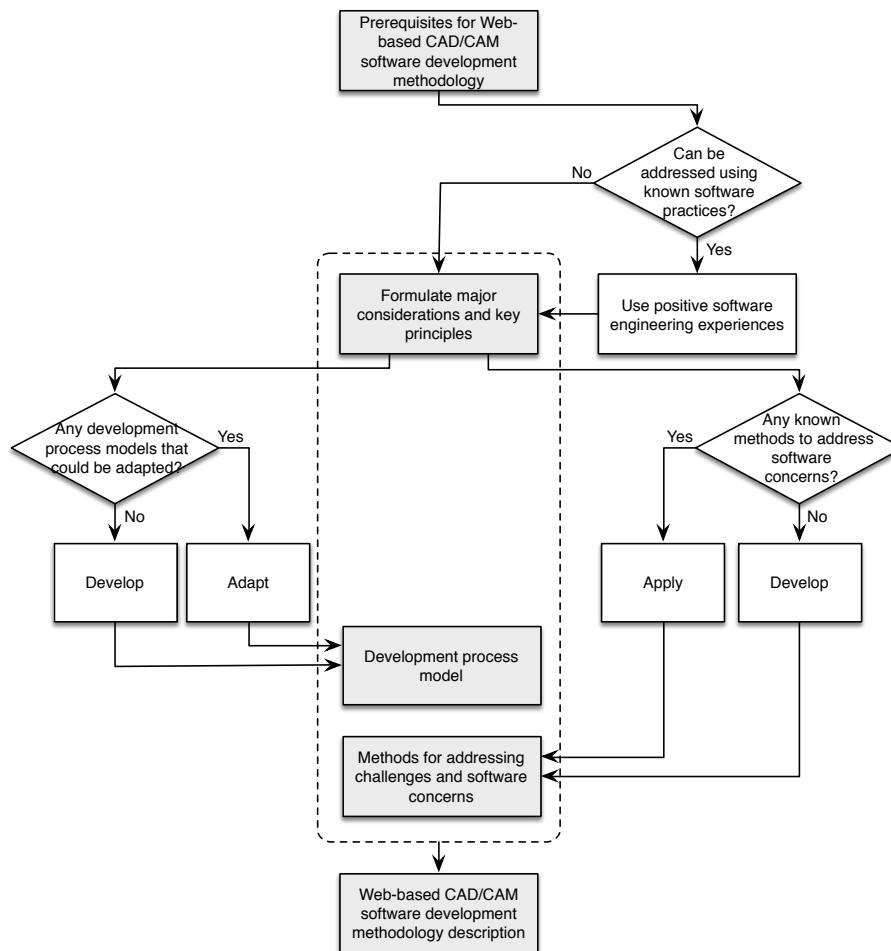 Prerequisites for Web-
based CAD/CAM
software development
methodology
Can be
addressed using
known software
practices?
No
Yes
Formulate major
considerations and key
principles
Use positive software
engineering experiences
Any development
process models that
could be adapted?
Yes
No
Any known
methods to address
software
concerns?
Yes
No
Develop
Adapt
Apply
Develop
Development process
model
Methods for addressing
challenges and software
concerns
Web-based CAD/CAM
software development
methodology description